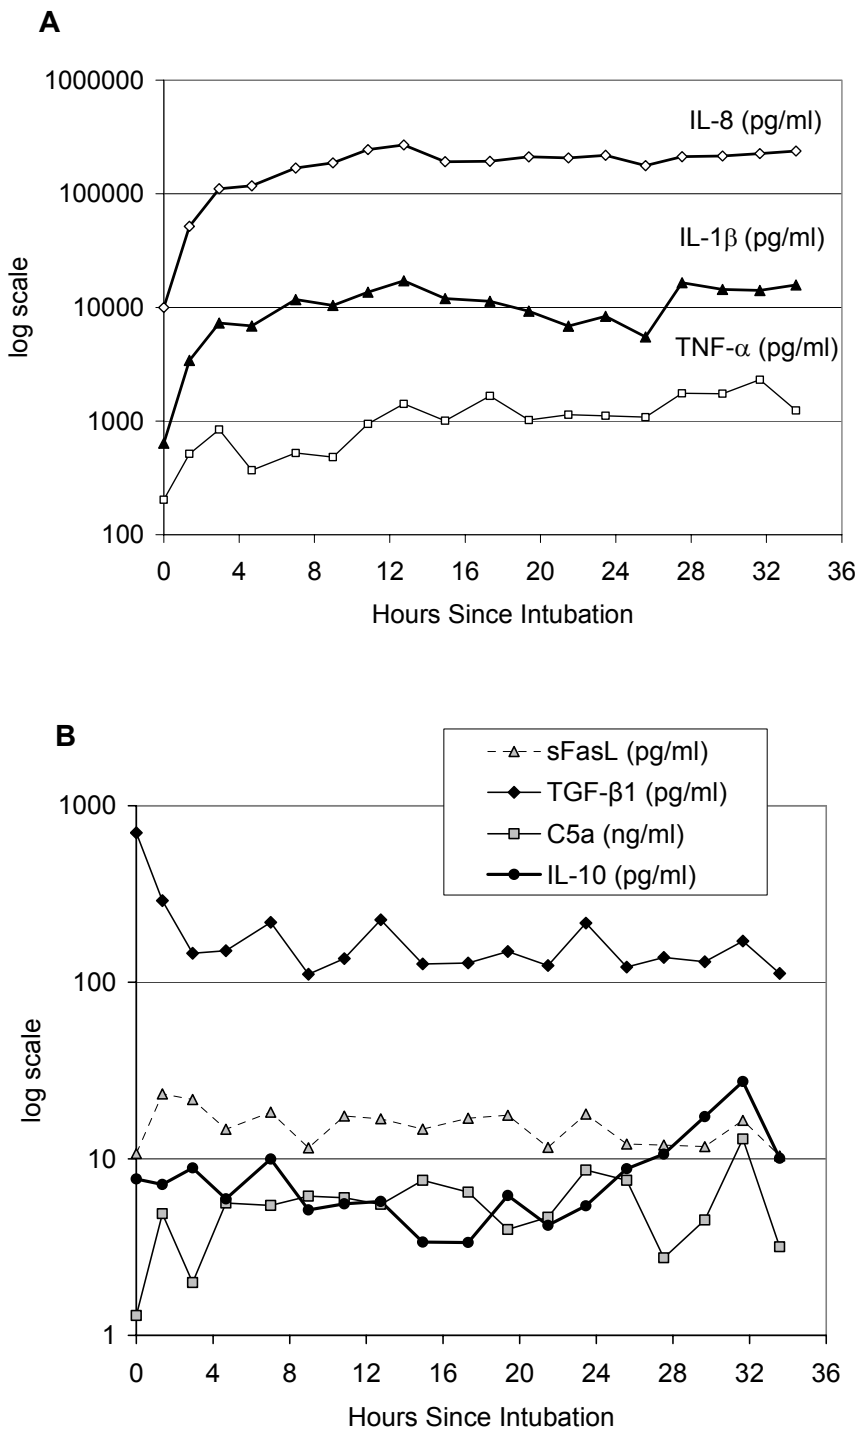 A
1000000
IL-8 (pg/ml)
100000
IL-1β (pg/ml)
log scale
10000
TNF-α (pg/ml)
1000
100
0 4 8 12 16 20 24 28 32 36
Hours Since Intubation
B
sFasL (pg/ml)
TGF-β1 (pg/ml)
C5a (ng/ml)
IL-10 (pg/ml)
1000
100
log scale
10
1
0 4 8 12 16 20 24 28 32 36
Hours Since Intubation